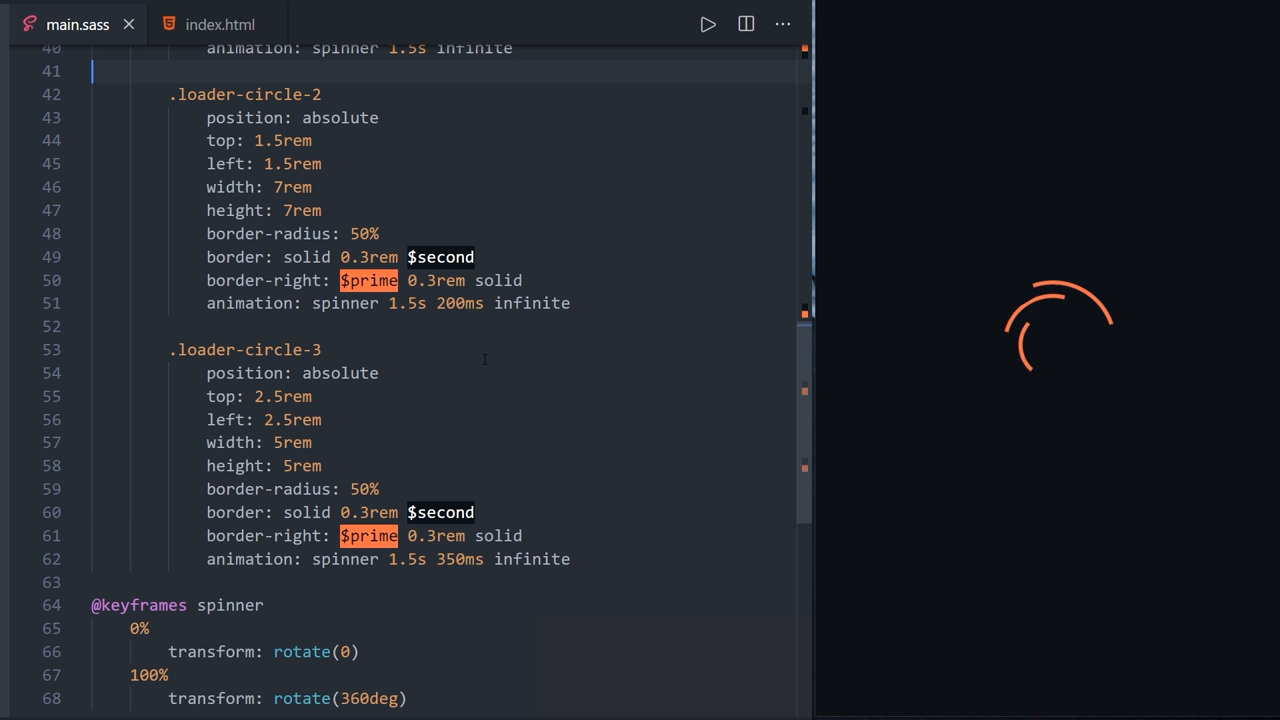 main.sass
index.html
40 animation: spinner 1.5s infinite
41
42 .loader-circle-2
43 position: absolute
44 top: 1.5rem
45 left: 1.5rem
46 width: 7rem
47 height: 7rem
48 border-radius: 50%
49 border: solid 0.3rem $second
50 border-right: $prime 0.3rem solid
51 animation: spinner 1.5s 200ms infinite
52
53 .loader-circle-3
54 position: absolute
55 top: 2.5rem
56 left: 2.5rem
57 width: 5rem
58 height: 5rem
59 border-radius: 50%
60 border: solid 0.3rem $second
61 border-right: $prime 0.3rem solid
62 animation: spinner 1.5s 350ms infinite
63
64 @keyframes spinner
65 0%
66 transform: rotate(0)
67 100%
68 transform: rotate(360deg)